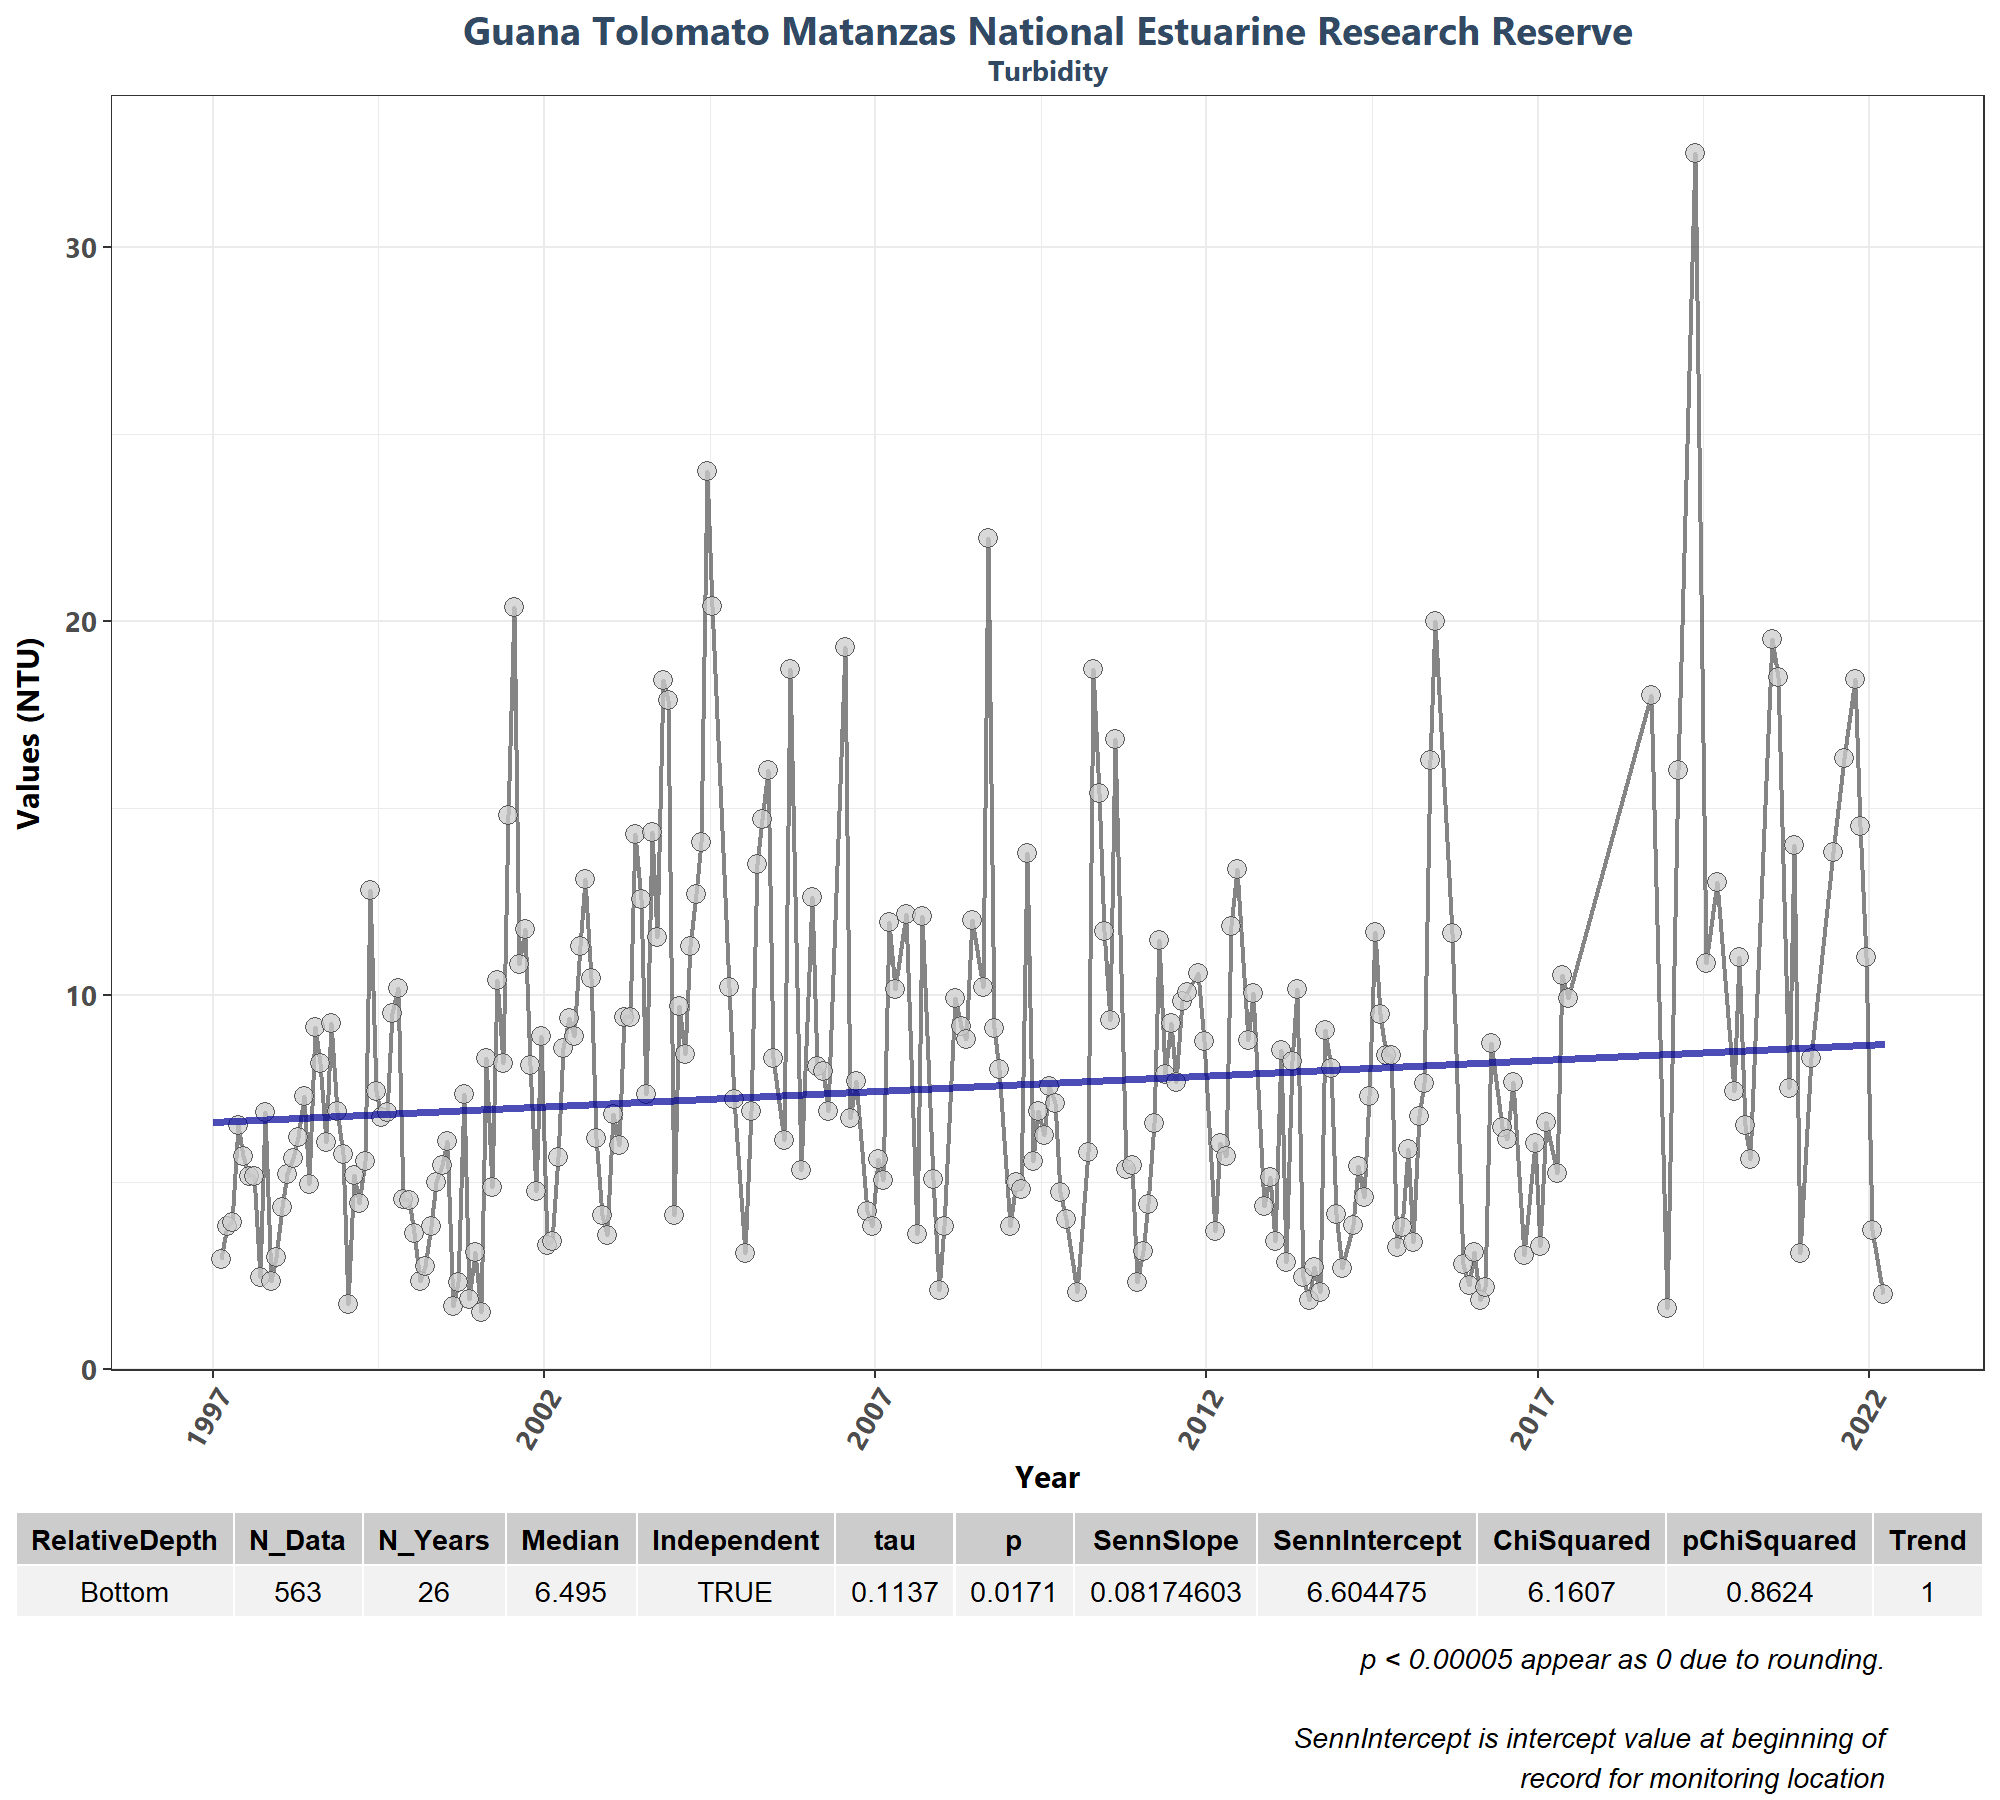 Guana Tolomato Matanzas National Estuarine Research Reserve
Turbidity
Values (NTU)
30
20
10
0
1997 2002 2007 2012 2017 2022
Year
RelativeDepth N_Data N_Years Median Independent tau p SennSlope SennIntercept ChiSquared pChiSquared Trend
Bottom 563 26 6.495 TRUE 0.1137 0.0171 0.08174603 6.604475 6.1607 0.8624 1
p < 0.00005 appear as 0 due to rounding.
SennIntercept is intercept value at beginning of
record for monitoring location